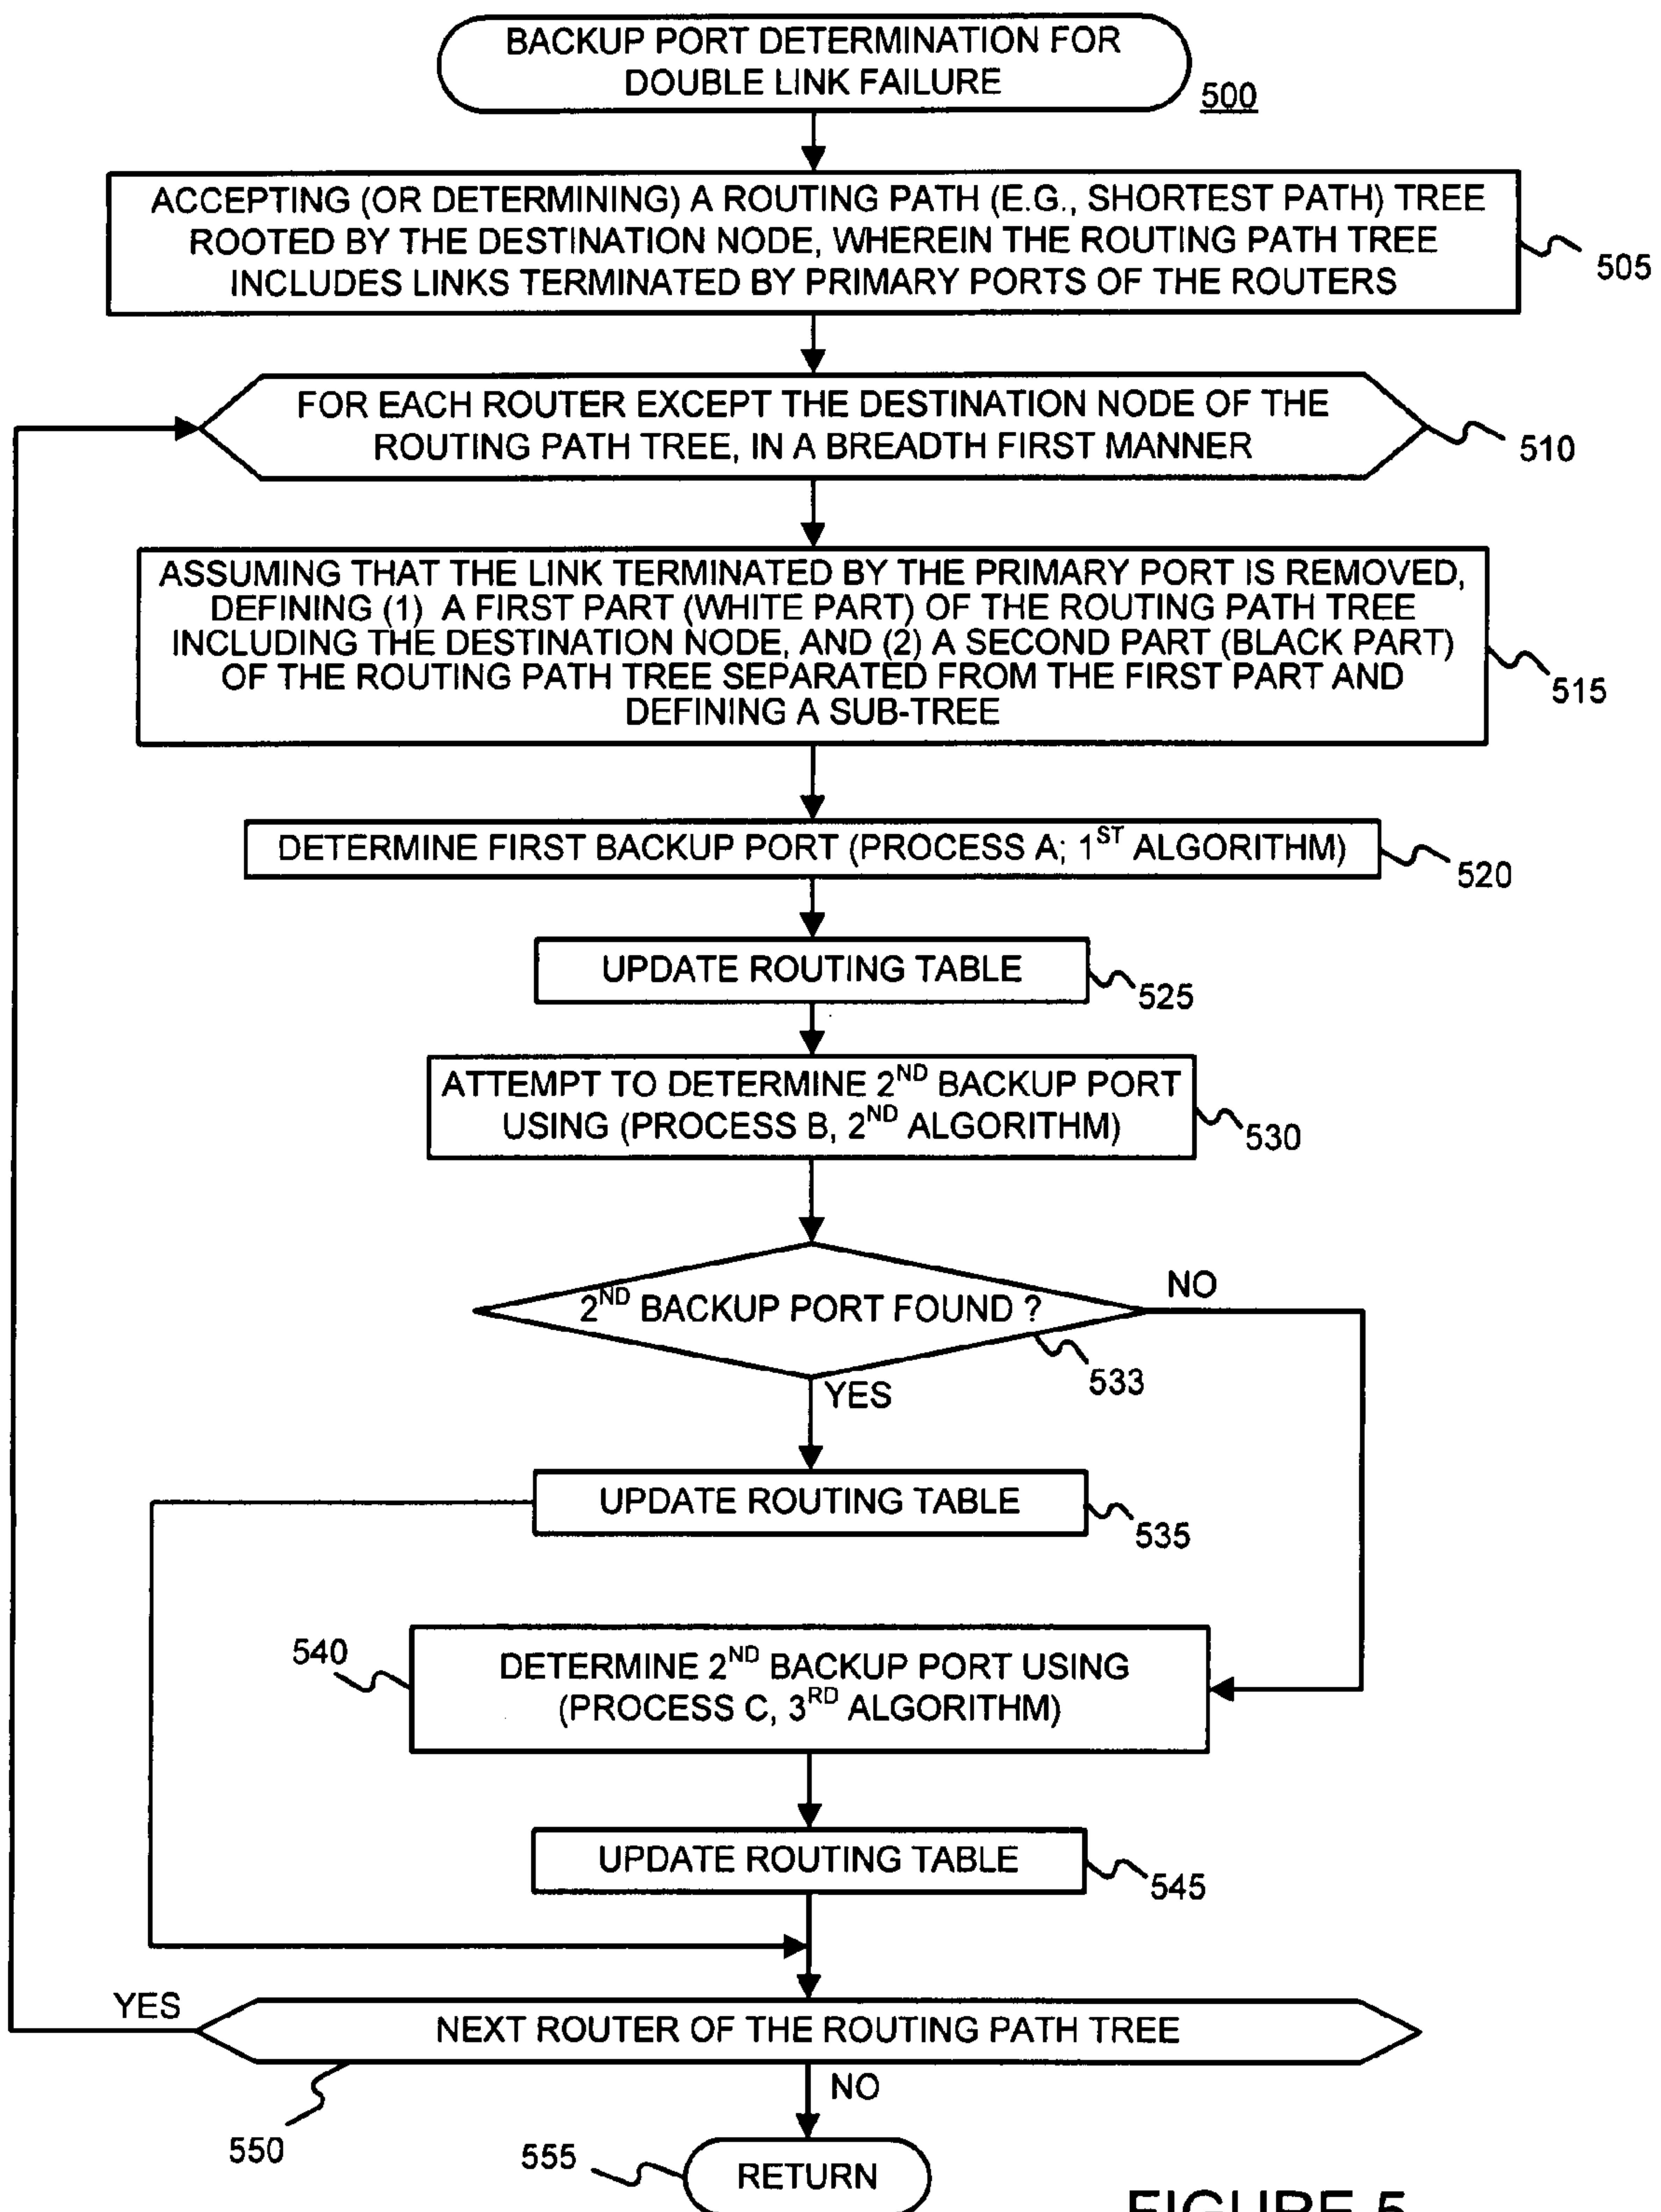 BACKUP PORT DETERMINATION FOR
DOUBLE LINK FAILURE
500
ACCEPTING (OR DETERMINING) A ROUTING PATH (E.G., SHORTEST PATH) TREE
ROOTED BY THE DESTINATION NODE, WHEREIN THE ROUTING PATH TREE
INCLUDES LINKS TERMINATED BY PRIMARY PORTS OF THE ROUTERS
505
FOR EACH ROUTER EXCEPT THE DESTINATION NODE OF THE
ROUTING PATH TREE, IN A BREADTH FIRST MANNER
510
ASSUMING THAT THE LINK TERMINATED BY THE PRIMARY PORT IS REMOVED,
DEFINING (1) A FIRST PART (WHITE PART) OF THE ROUTING PATH TREE
INCLUDING THE DESTINATION NODE, AND (2) A SECOND PART (BLACK PART)
OF THE ROUTING PATH TREE SEPARATED FROM THE FIRST PART AND
DEFINING A SUB-TREE
515
DETERMINE FIRST BACKUP PORT (PROCESS A; 1ST ALGORITHM)
520
UPDATE ROUTING TABLE
525
ATTEMPT TO DETERMINE 2ND BACKUP PORT
USING (PROCESS B, 2ND ALGORITHM)
530
2ND BACKUP PORT FOUND ?
NO
533
YES
UPDATE ROUTING TABLE
535
540
DETERMINE 2ND BACKUP PORT USING
(PROCESS C, 3RD ALGORITHM)
UPDATE ROUTING TABLE
545
YES
NEXT ROUTER OF THE ROUTING PATH TREE
NO
550
555
RETURN
FIGURE 5